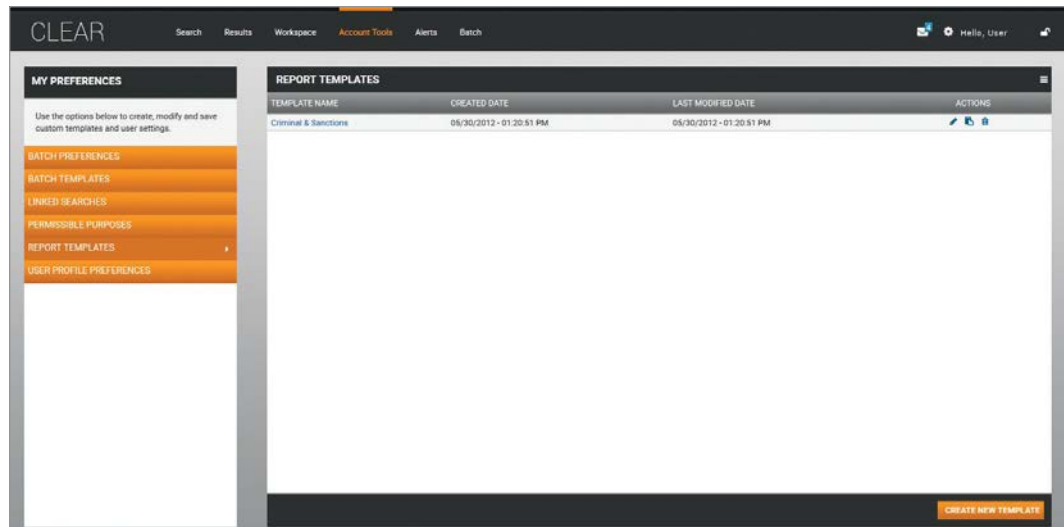 CLEAR
Search Results Workspace Account Tools Alerts Batch
4 Hello, User
MY PREFERENCES
Use the options below to create, modify and save
custom templates and user settings.
BATCH PREFERENCES
BATCH TEMPLATES
LINKED SEARCHES
PERMISSIBLE PURPOSES
REPORT TEMPLATES
USER PROFILE PREFERENCES
REPORT TEMPLATES
TEMPLATE NAME CREATED DATE LAST MODIFIED DATE ACTIONS
Criminal & Sanctions 05/30/2012 - 01:20:51 PM 05/30/2012 - 01:20:51 PM
CREATE NEW TEMPLATE